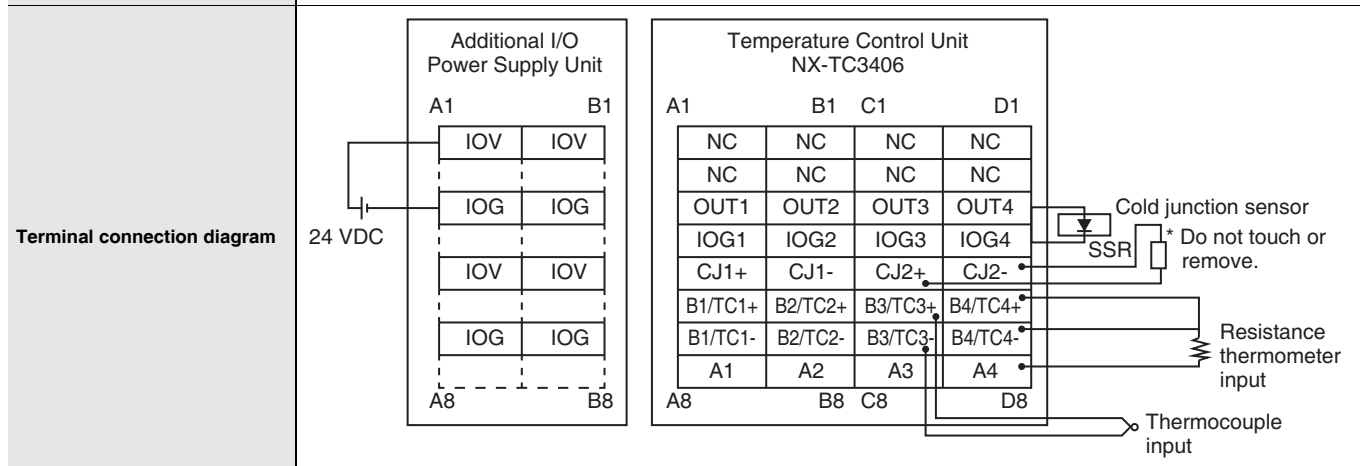 Terminal connection diagram
24 VDC
Additional I/O
Power Supply Unit
A1 B1
IOV IOV
IOG IOG
IOV IOV
IOG IOG
A8 B8
Temperature Control Unit
NX-TC3406
A1 B1 C1 D1
NC NC NC NC
NC NC NC NC
OUT1 OUT2 OUT3 OUT4
IOG1 IOG2 IOG3 IOG4
CJ1+ CJ1- CJ2+ CJ2-
B1/TC1+ B2/TC2+ B3/TC3+ B4/TC4+
B1/TC1- B2/TC2- B3/TC3- B4/TC4-
A1 A2 A3 A4
A8 B8 C8 D8
SSR
Cold junction sensor
* Do not touch or
remove.
Resistance
thermometer
input
Thermocouple
input